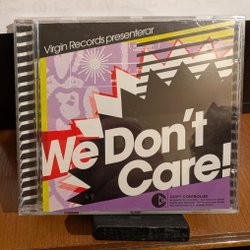 Virgin Records presenterar
We Don't
Care!
COPY CONTROLLED